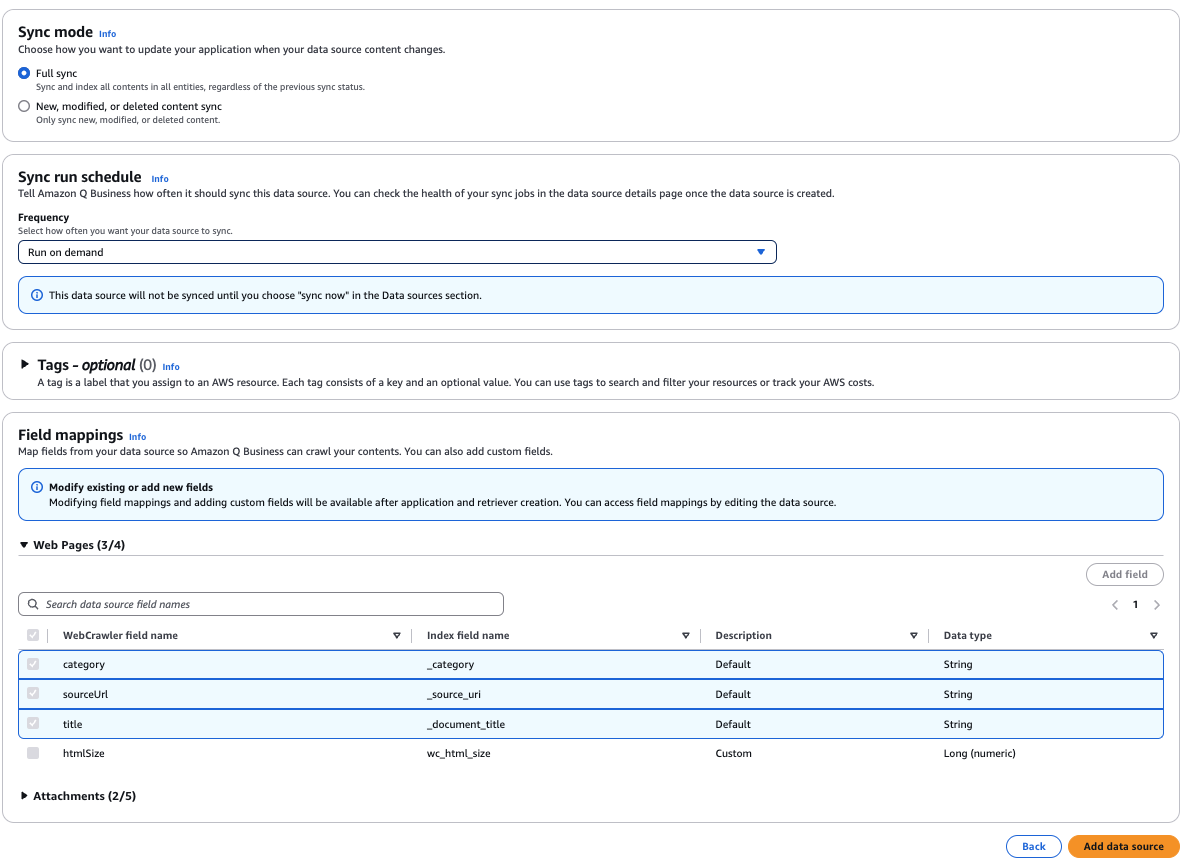 Sync mode Info
Choose how you want to update your application when your data source content changes.
Full sync
Sync and index all contents in all entities, regardless of the previous sync status.
New, modified, or deleted content sync
Only sync new, modified, or deleted content.
Sync run schedule Info
Tell Amazon Q Business how often it should sync this data source. You can check the health of your sync jobs in the data source details page once the data source is created.
Frequency
Select how often you want your data source to sync.
Run on demand
This data source will not be synced until you choose "sync now" in the Data sources section.
Tags - optional (0) Info
A tag is a label that you assign to an AWS resource. Each tag consists of a key and an optional value. You can use tags to search and filter your resources or track your AWS costs.
Field mappings Info
Map fields from your data source so Amazon Q Business can crawl your contents. You can also add custom fields.
Modify existing or add new fields
Modifying field mappings and adding custom fields will be available after application and retriever creation. You can access field mappings by editing the data source.
Web Pages (3/4)
Add field
Search data source field names
1
WebCrawler field name Index field name Description Data type
category _category Default String
sourceUrl _source_uri Default String
title _document_title Default String
htmlSize wc_html_size Custom Long (numeric)
Attachments (2/5)
Back Add data source